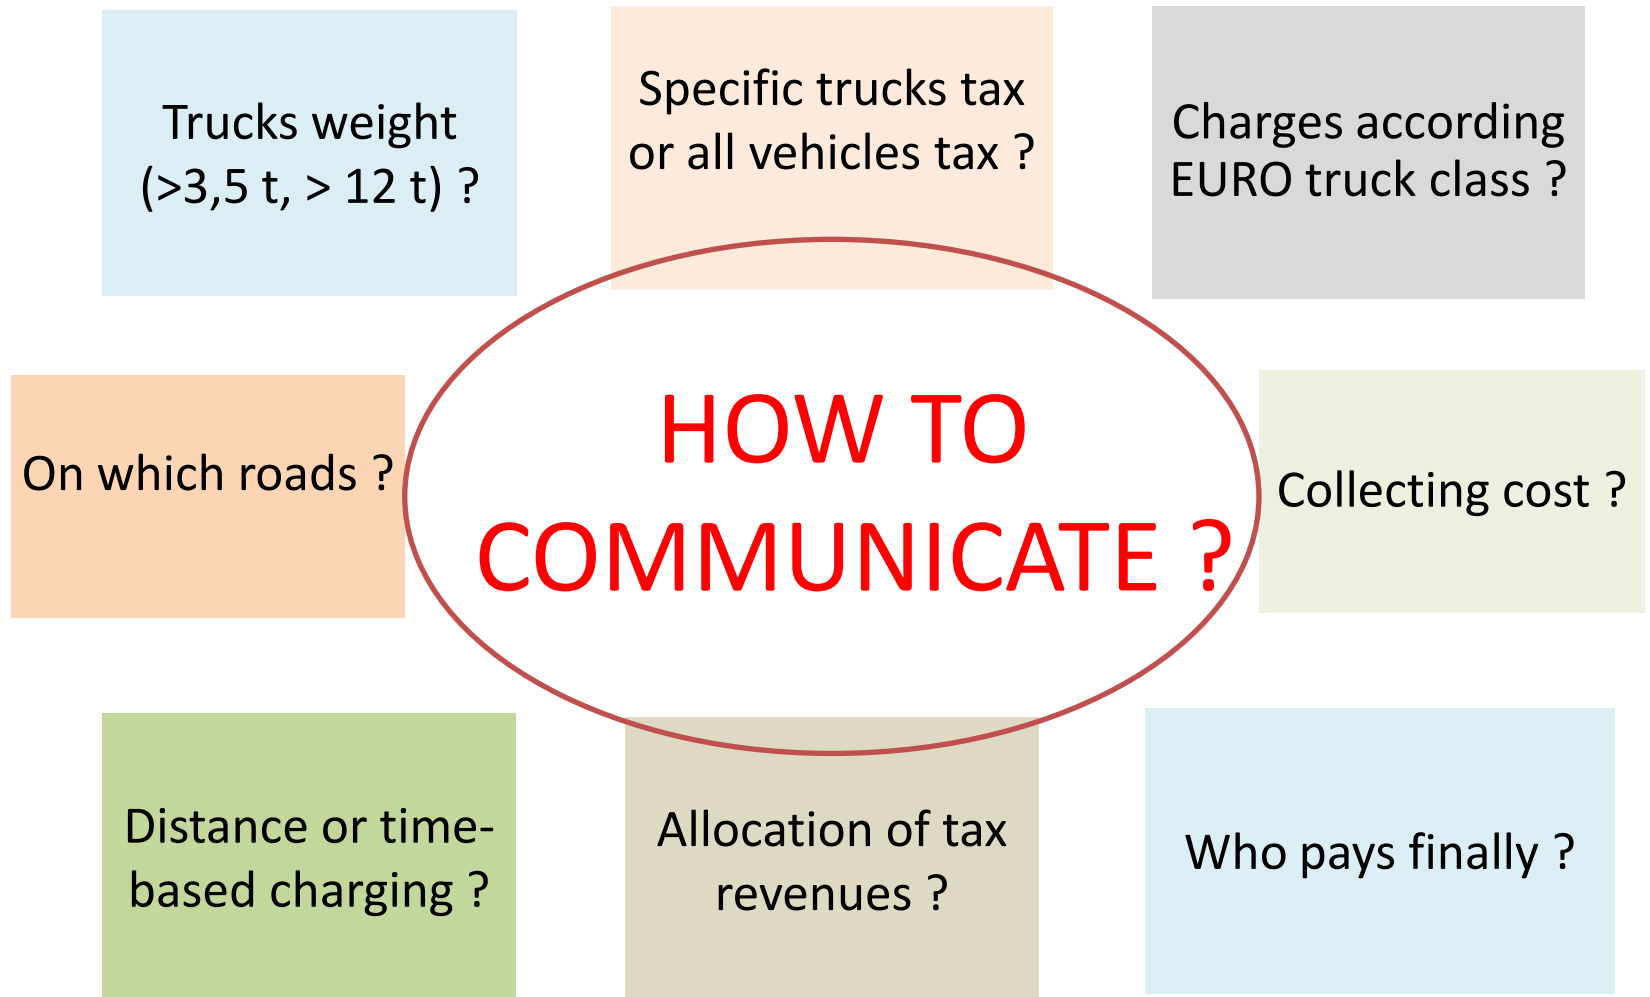 Trucks weight
(>3,5 t, > 12 t) ?
Specific trucks tax
or all vehicles tax ?
Charges according
EURO truck class ?
On which roads ?
HOW TO
COMMUNICATE ?
Collecting cost ?
Distance or time-
based charging ?
Allocation of tax
revenues ?
Who pays finally ?